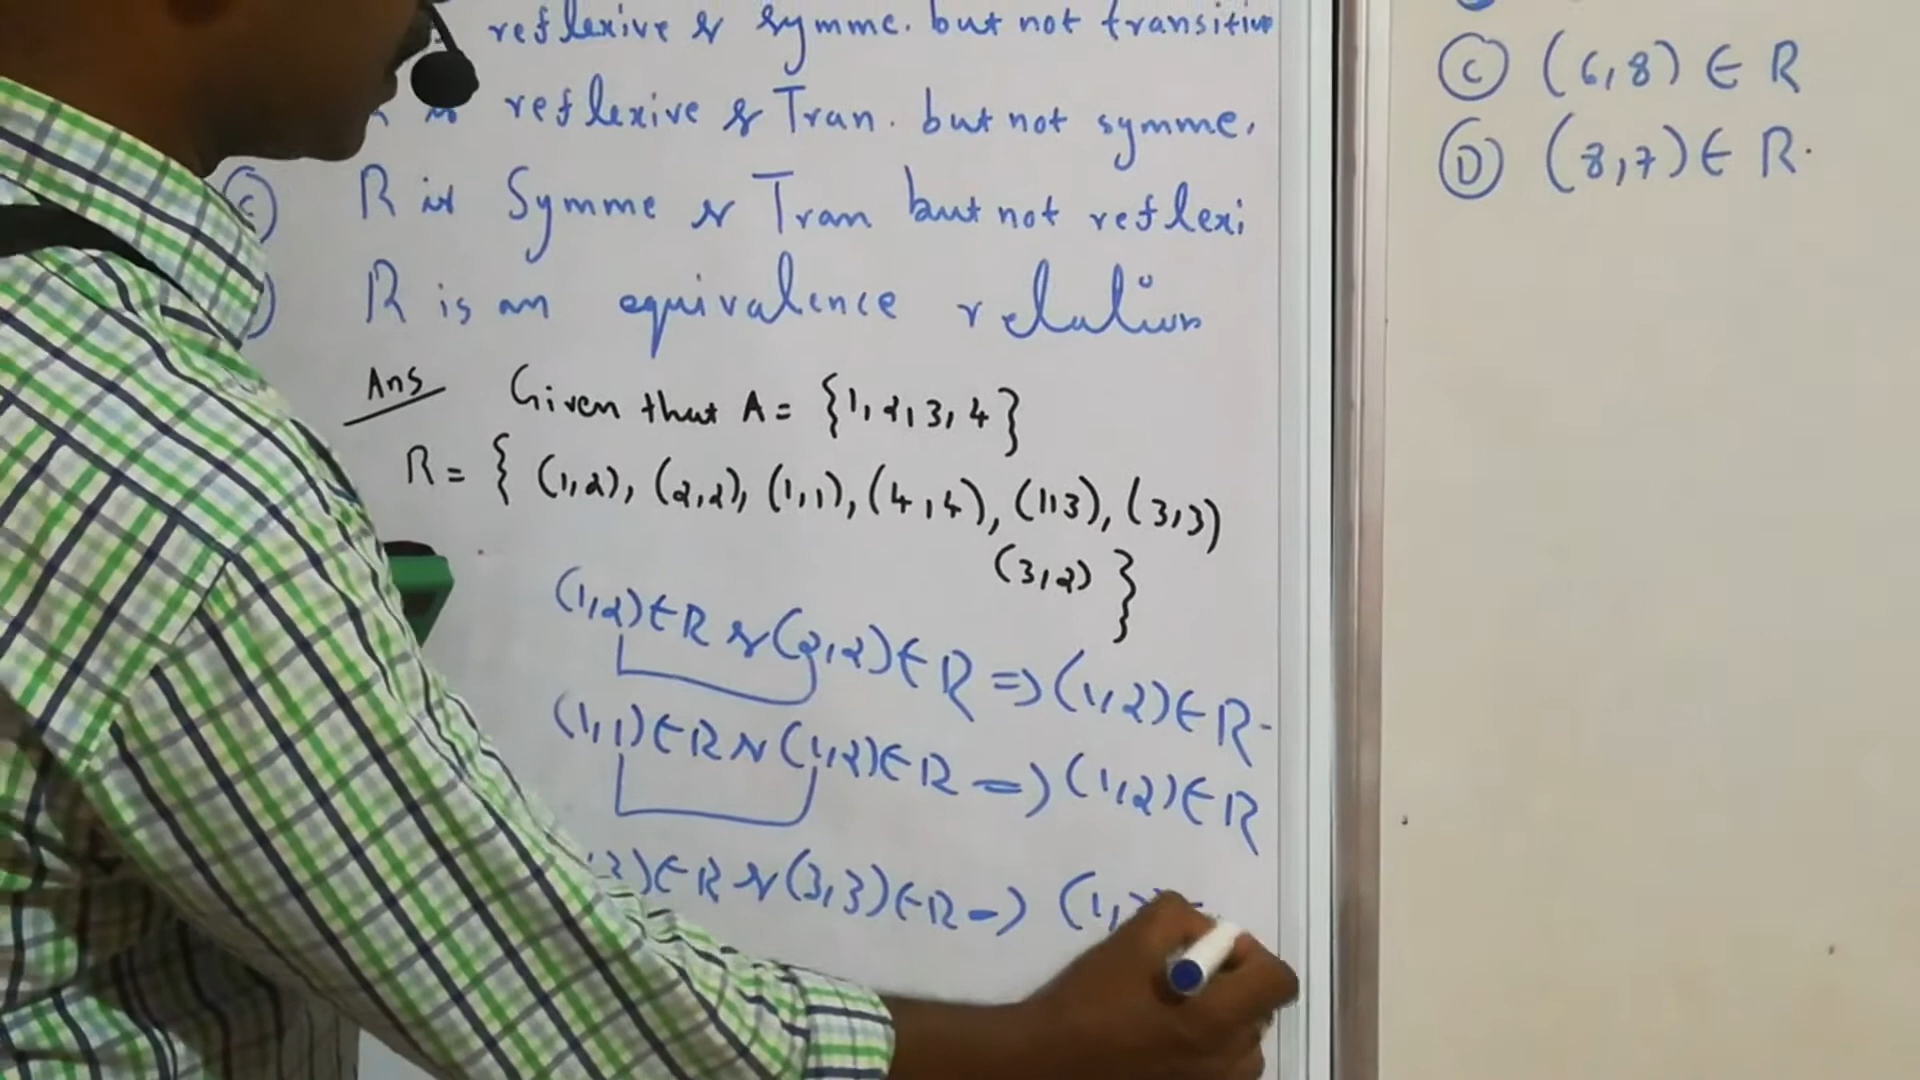 reflexive & symme. but not transitive
reflexive & Tran. but not symme.
(C) R is Symme & Tran but not reflexi
) R is an equivalence relation
Ans Given that A = {1, 2, 3, 4}
R = { (1,2), (2,2), (1,1), (4,4), (1,3), (3,3)
(3,2) }
(1,2) ∈ R & (2,2) ∈ R => (1,2) ∈ R.
(1,1) ∈ R & (1,2) ∈ R => (1,2) ∈ R
3) ∈ R & (3,3) ∈ R => (1,
(C) (6,8) ∈ R
(D) (8,7) ∈ R.